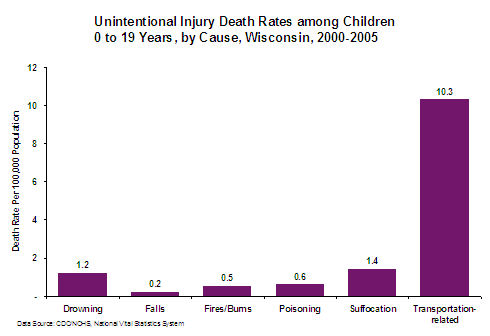 Unintentional Injury Death Rates among Children
0 to 19 Years, by Cause, Wisconsin, 2000-2005
Death Rate Per 100,000 Population
12
10
8
6
4
2
-
1.2
0.2
0.5
0.6
1.4
10.3
Drowning
Falls
Fires/Burns
Poisoning
Suffocation
Transportation-
related
Data Source: CDC/NCHS, National Vital Statistics System